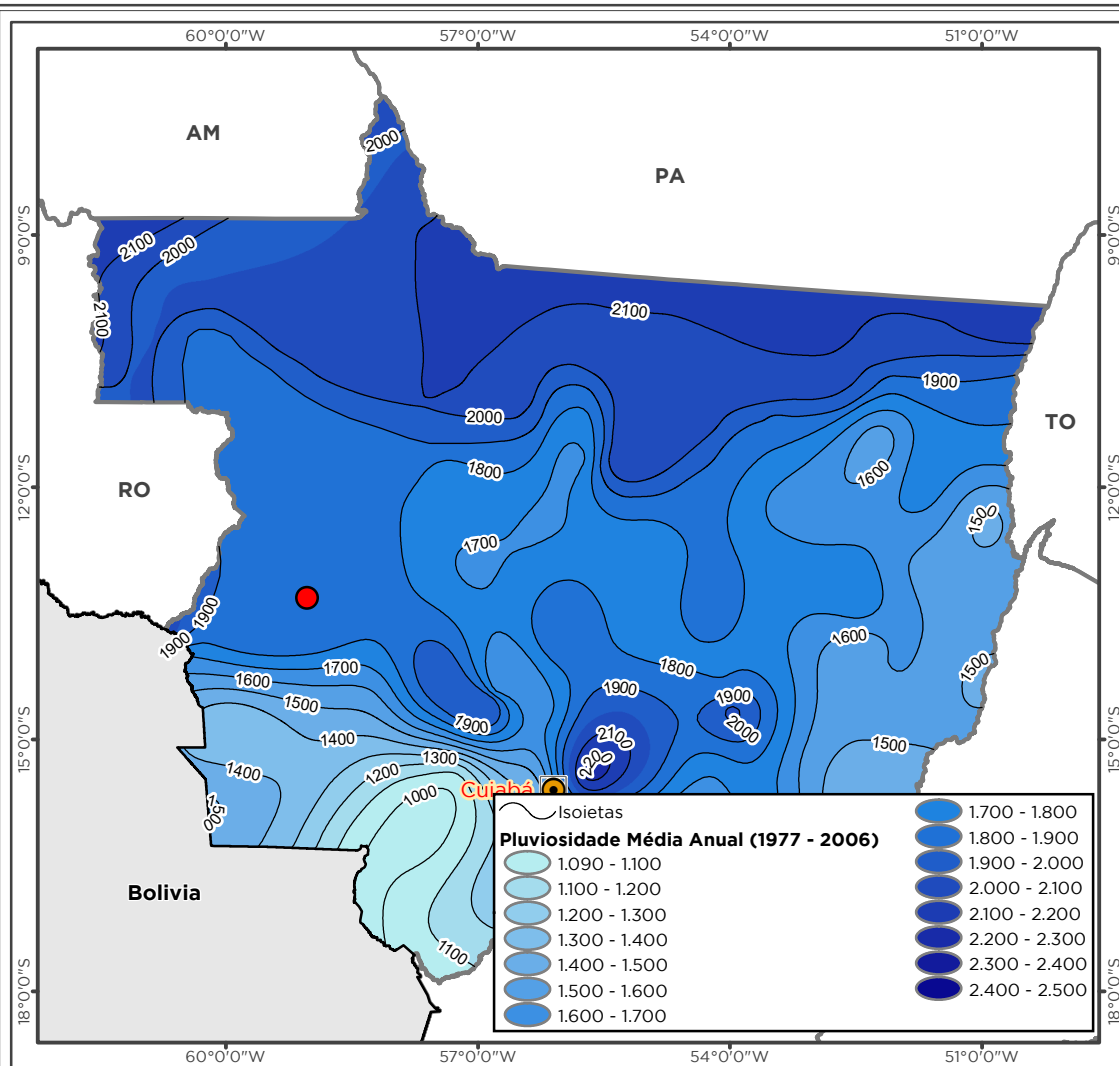 60°0'0"W 57°0'0"W 54°0'0"W 51°0'0"W
AM
2000
PA
9°0'0"S
9°0'0"S
2100
2000
2100
2100
1900
2000
TO
1800
1600
RO
12°0'0"S
12°0'0"S
1500
1700
1900
1900
1600
1700
1800
1500
1600
1900
1900
1500
1900
2000
2100
1400
1500
15°0'0"S
15°0'0"S
2200
1300
1400
1200
1000
Cuiabá
1500
Isoietas
Pluviosidade Média Anual (1977 - 2006)
1.090 - 1.100
1.100 - 1.200
1.200 - 1.300
1.300 - 1.400
1.400 - 1.500
1.500 - 1.600
1.600 - 1.700
1.700 - 1.800
1.800 - 1.900
1.900 - 2.000
2.000 - 2.100
2.100 - 2.200
2.200 - 2.300
2.300 - 2.400
2.400 - 2.500
Bolivia
1100
18°0'0"S
18°0'0"S
60°0'0"W 57°0'0"W 54°0'0"W 51°0'0"W